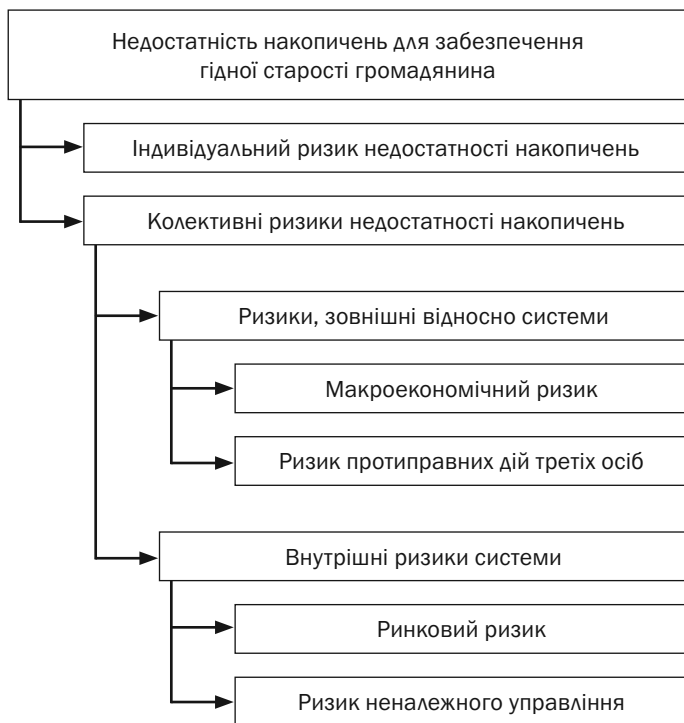 Недостатність накопичень для забезпечення
гідної старості громадянина
Індивідуальний ризик недостатності накопичень
Колективні ризики недостатності накопичень
Ризики, зовнішні відносно системи
Макроекономічний ризик
Ризик протиправних дій третіх осіб
Внутрішні ризики системи
Ринковий ризик
Ризик неналежного управління